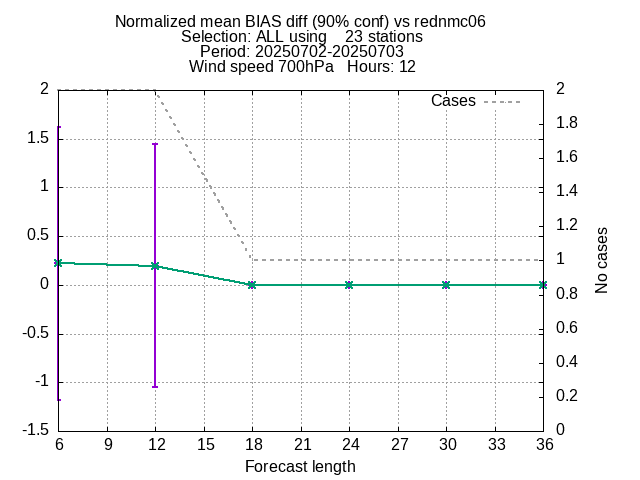 Normalized mean BIAS diff (90% conf) vs rednmc06
Selection: ALL using    23 stations
Period: 20250702-20250703
Wind speed 700hPa   Hours: 12
Cases
2
1.5
1
0.5
0
-0.5
-1
-1.5
2
1.8
1.6
1.4
1.2
1
0.8
0.6
0.4
0.2
0
No cases
6 9 12 15 18 21 24 27 30 33 36
Forecast length